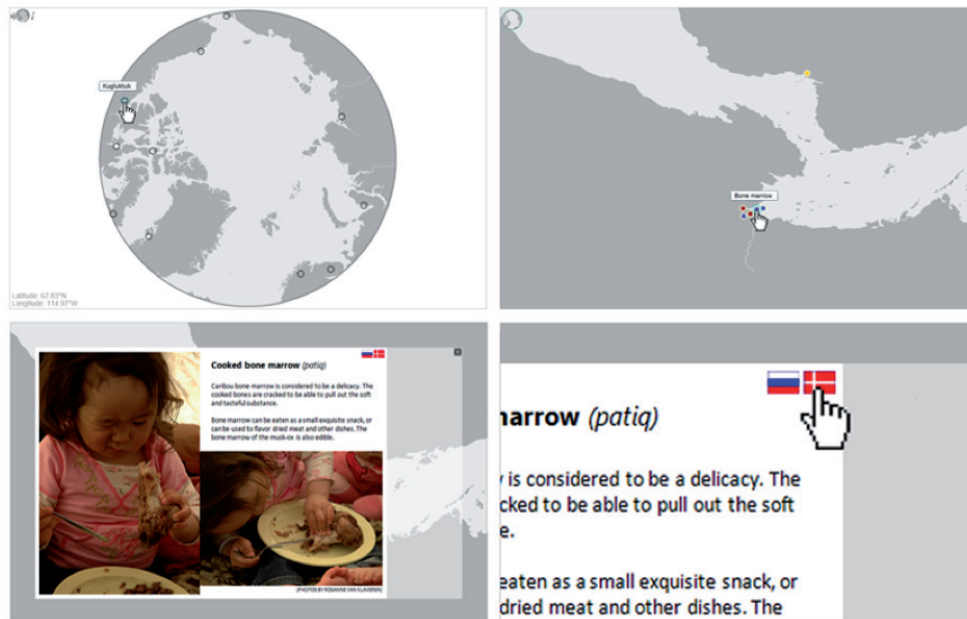 Kugluktuk
Latitude: 67.83°N
Longitude: 114.97°W
Bone marrow
Cooked bone marrow (patiq)
Caribou bone marrow is considered to be a delicacy. The
cooked bones are cracked to be able to pull out the soft
and tasteful substance.
Bone marrow can be eaten as a small exquisite snack, or
can be used to flavor dried meat and other dishes. The
bone marrow of the musk-ox is also edible.
(PHOTOS BY ROSANNE VAN KLAVEREN)
narrow (patiq)
is considered to be a delicacy. The
cked to be able to pull out the soft
e.
eaten as a small exquisite snack, or
dried meat and other dishes. The